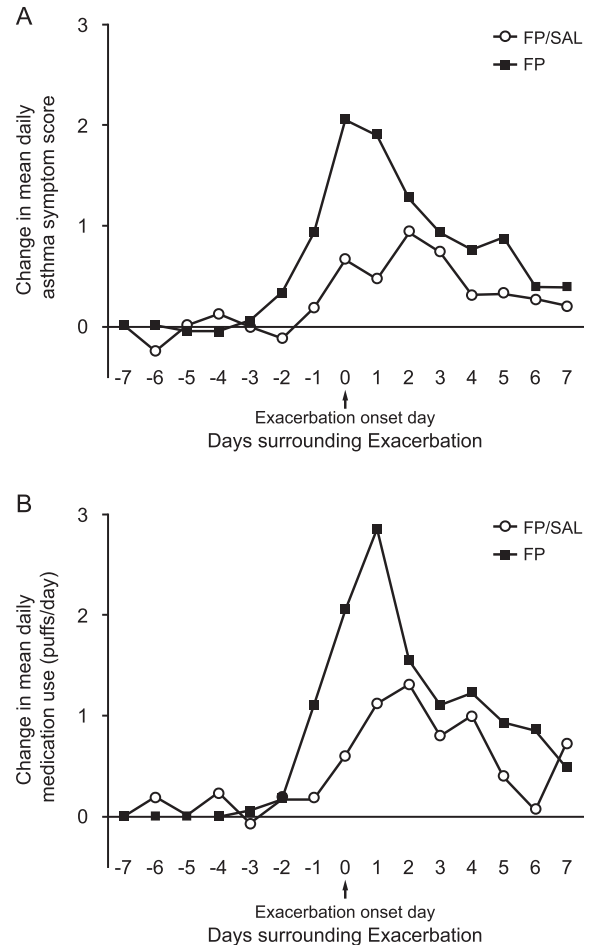 A
3
FP/SAL
FP
2
1
0
Change in mean daily
asthma symptom score
-7 -6 -5 -4 -3 -2 -1 0 1 2 3 4 5 6 7
Exacerbation onset day
Days surrounding Exacerbation
B
3
FP/SAL
FP
2
1
0
Change in mean daily
medication use (puffs/day)
-7 -6 -5 -4 -3 -2 -1 0 1 2 3 4 5 6 7
Exacerbation onset day
Days surrounding Exacerbation